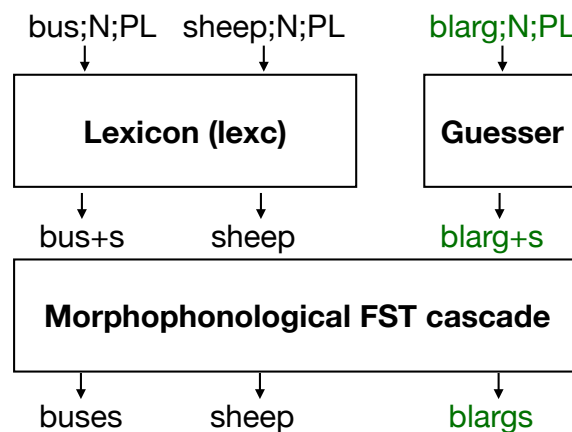 bus;N;PL sheep;N;PL blarg;N;PL
Lexicon (lexc) Guesser
bus+s sheep blarg+s
Morphophonological FST cascade
buses sheep blargs